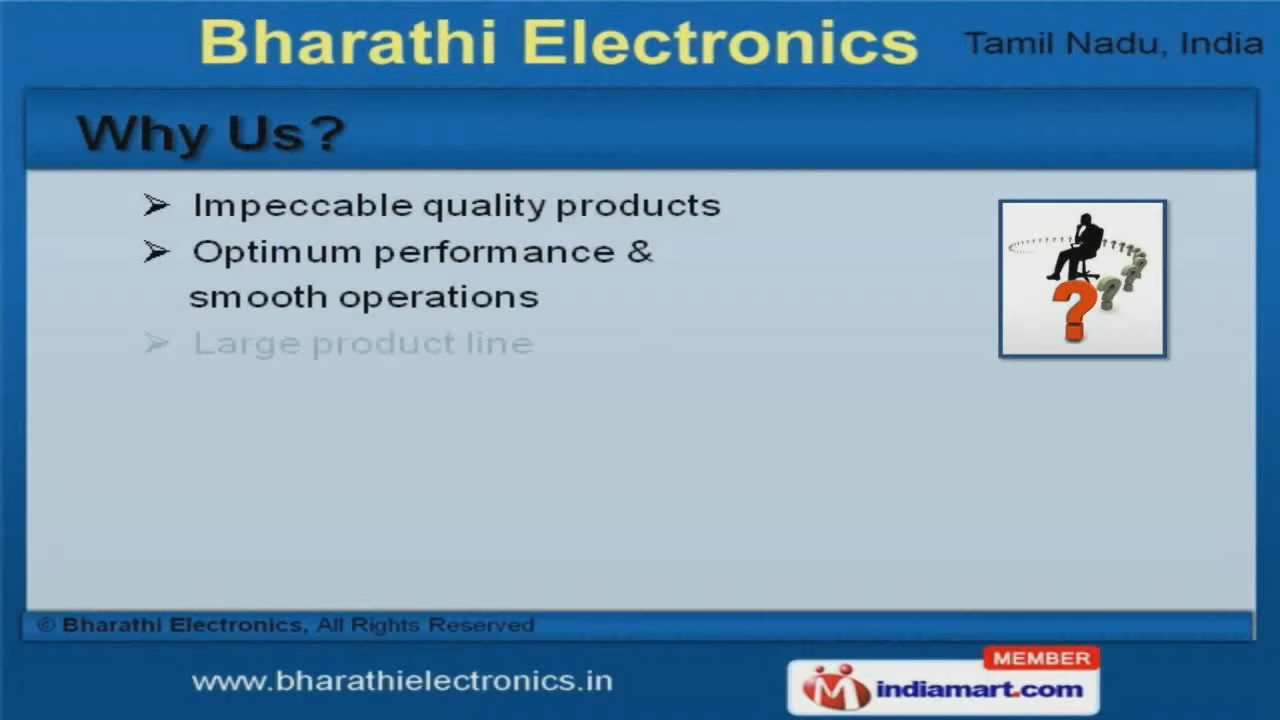 Bharathi Electronics
Tamil Nadu, India
Why Us?
➢ Impeccable quality products
➢ Optimum performance &
smooth operations
➢ Large product line
© Bharathi Electronics, All Rights Reserved
www.bharathielectronics.in
MEMBER
indiamart.com